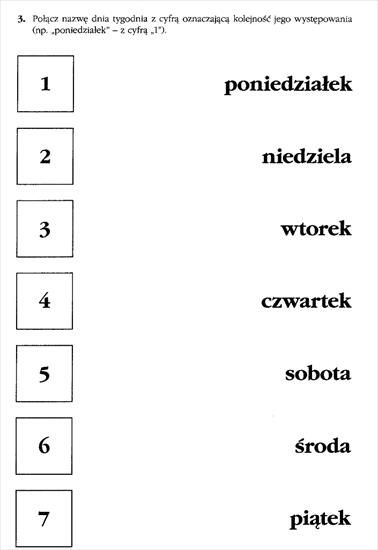 3. Połącz nazwę dnia tygodnia z cyfrą oznaczającą kolejność jego występowania
(np. „poniedziałek” – z cyfrą „1”).
1 poniedziałek
2 niedziela
3 wtorek
4 czwartek
5 sobota
6 środa
7 piątek